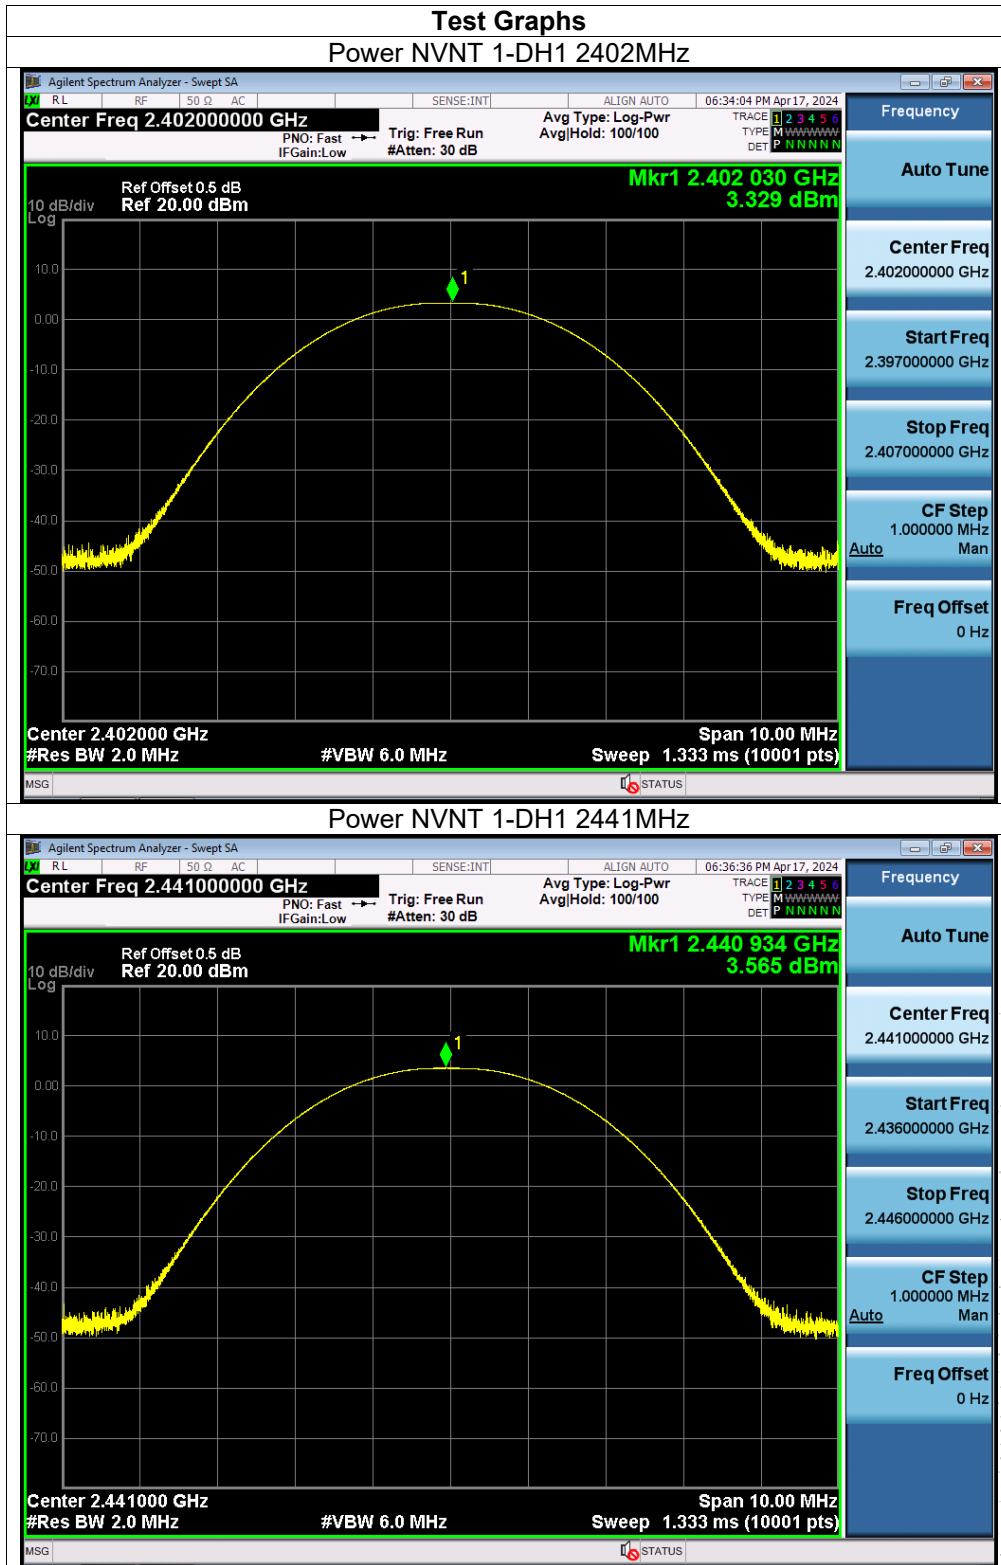 Test Graphs
Power NVNT 1-DH1 2402MHz
Agilent Spectrum Analyzer - Swept SA
LXI RL RF 50 Ω AC SENSE:INT ALIGN AUTO 06:34:04 PM Apr 17, 2024
Center Freq 2.402000000 GHz
PNO: Fast
IFGain:Low
Trig: Free Run
#Atten: 30 dB
Avg Type: Log-Pwr
Avg|Hold: 100/100
TRACE 1 2 3 4 5 6
TYPE M W W W W W
DET P N N N N N
Frequency
Auto Tune
Mkr1 2.402 030 GHz
3.329 dBm
Ref Offset 0.5 dB
10 dB/div Ref 20.00 dBm
Log
10.0
0.00
-10.0
-20.0
-30.0
-40.0
-50.0
-60.0
-70.0
1
Center Freq
2.402000000 GHz
Start Freq
2.397000000 GHz
Stop Freq
2.407000000 GHz
CF Step
1.000000 MHz
Auto Man
Freq Offset
0 Hz
Center 2.402000 GHz Span 10.00 MHz
#Res BW 2.0 MHz #VBW 6.0 MHz Sweep 1.333 ms (10001 pts)
MSG STATUS
Power NVNT 1-DH1 2441MHz
Agilent Spectrum Analyzer - Swept SA
LXI RL RF 50 Ω AC SENSE:INT ALIGN AUTO 06:36:36 PM Apr 17, 2024
Center Freq 2.441000000 GHz
PNO: Fast
IFGain:Low
Trig: Free Run
#Atten: 30 dB
Avg Type: Log-Pwr
Avg|Hold: 100/100
TRACE 1 2 3 4 5 6
TYPE M W W W W W
DET P N N N N N
Frequency
Auto Tune
Mkr1 2.440 934 GHz
3.565 dBm
Ref Offset 0.5 dB
10 dB/div Ref 20.00 dBm
Log
10.0
0.00
-10.0
-20.0
-30.0
-40.0
-50.0
-60.0
-70.0
1
Center Freq
2.441000000 GHz
Start Freq
2.436000000 GHz
Stop Freq
2.446000000 GHz
CF Step
1.000000 MHz
Auto Man
Freq Offset
0 Hz
Center 2.441000 GHz Span 10.00 MHz
#Res BW 2.0 MHz #VBW 6.0 MHz Sweep 1.333 ms (10001 pts)
MSG STATUS